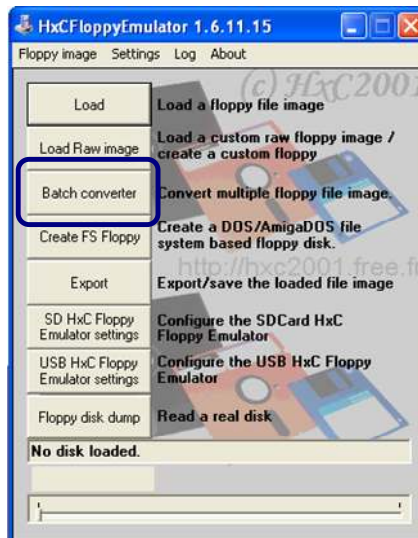 HxCFloppyEmulator 1.6.11.15
Floppy image Settings Log About
(c) HxC2001
Load Load a floppy file image
Load Raw image Load a custom raw floppy image /
create a custom floppy
Batch converter Convert multiple floppy file image.
Create FS Floppy Create a DOS/AmigaDOS file
system based floppy disk.
http://hxc2001.free.f
Export Export/save the loaded file image
SD HxC Floppy Configure the SDCard HxC
Emulator settings Floppy Emulator
USB HxC Floppy Configure the USB HxC Floppy
Emulator settings Emulator
Floppy disk dump Read a real disk
No disk loaded.